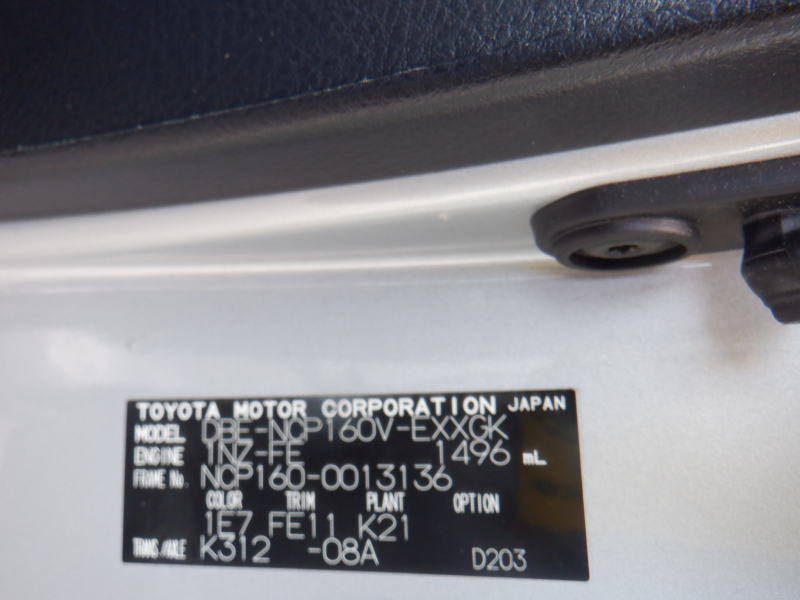 TOYOTA MOTOR CORPORATION JAPAN
MODEL DBE-NCP160V-EXXGK
ENGINE 1NZ-FE 1496 mL
FRAME No. NCP160-0013136
COLOR TRIM PLANT OPTION
1E7 FE11 K21
TRANS./AXLE K312 -08A D203